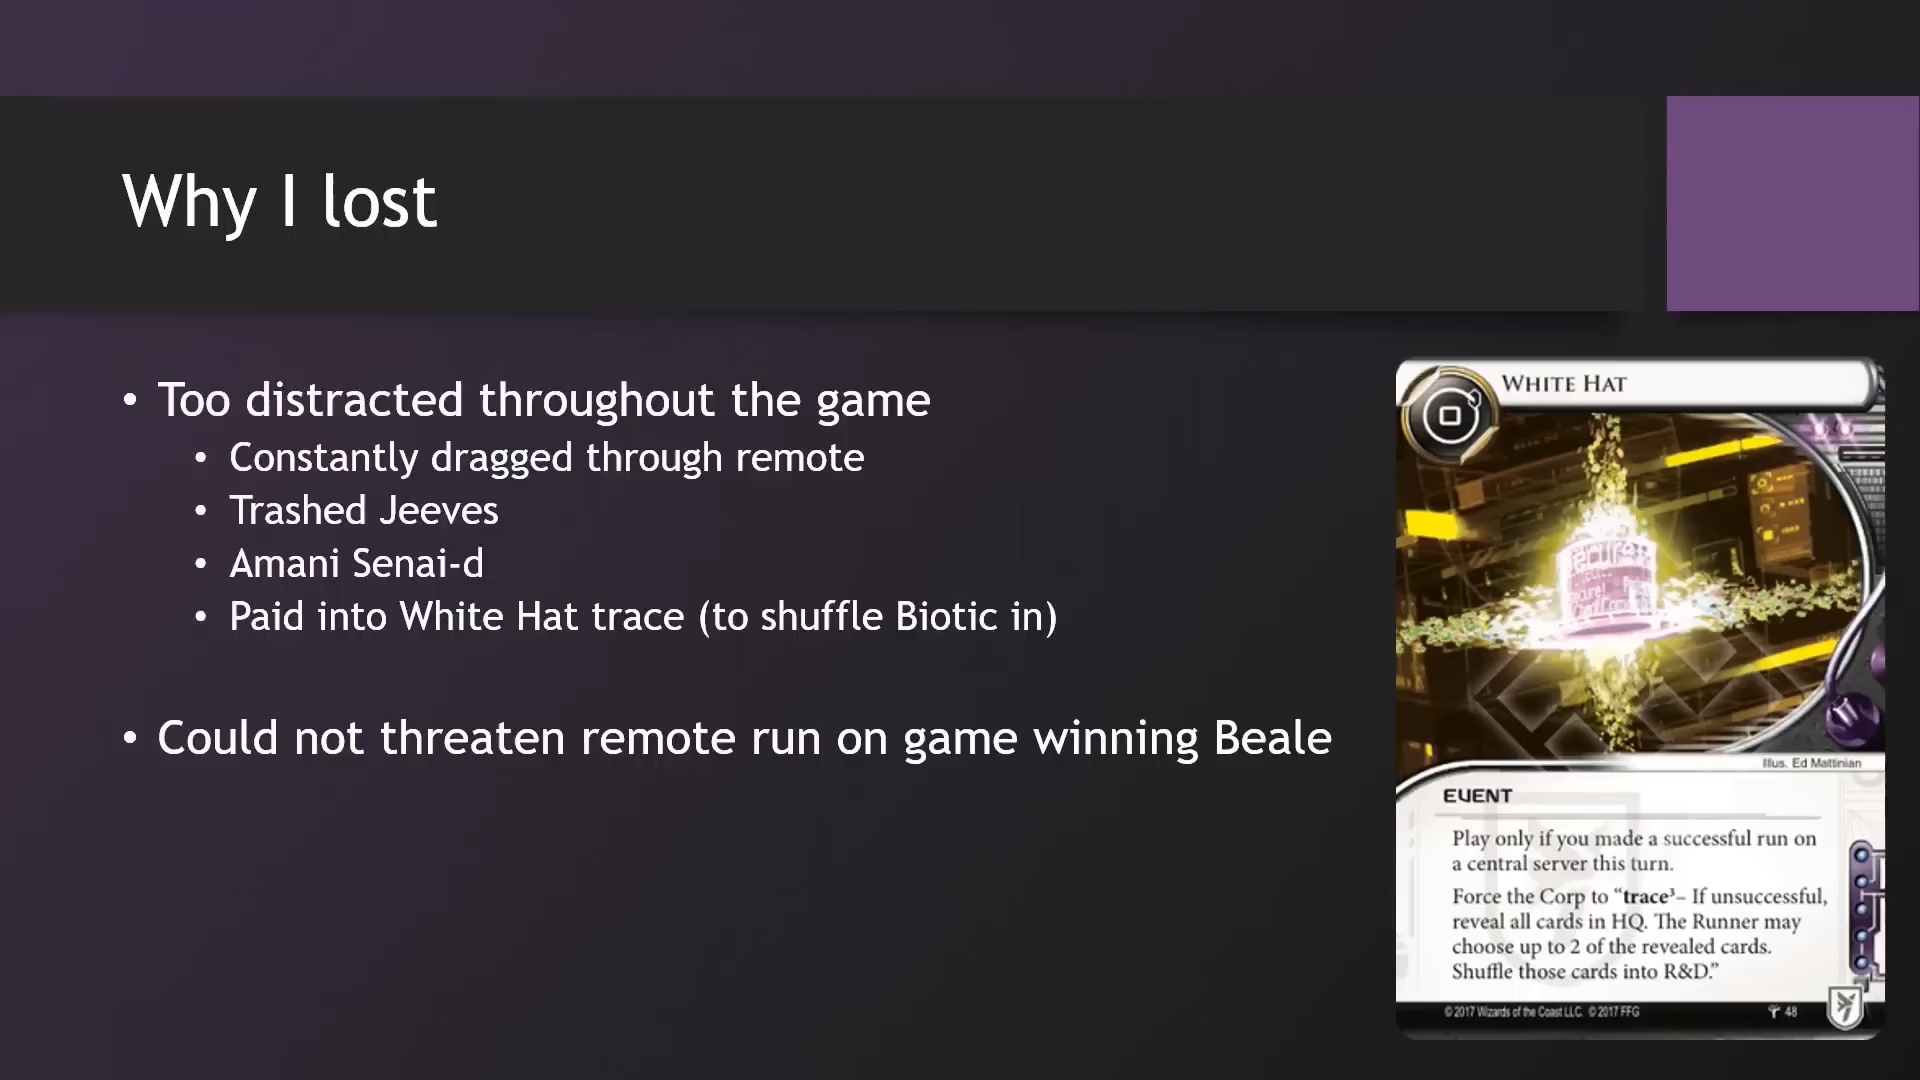 Why I lost
• Too distracted throughout the game
• Constantly dragged through remote
• Trashed Jeeves
• Amani Senai-d
• Paid into White Hat trace (to shuffle Biotic in)
• Could not threaten remote run on game winning Beale
WHITE HAT
Illus. Ed Mattinian
EVENT
Play only if you made a successful run on
a central server this turn.
Force the Corp to “trace³– If unsuccessful,
reveal all cards in HQ. The Runner may
choose up to 2 of the revealed cards.
Shuffle those cards into R&D.”
© 2017 Wizards of the Coast LLC. © 2017 FFG
48